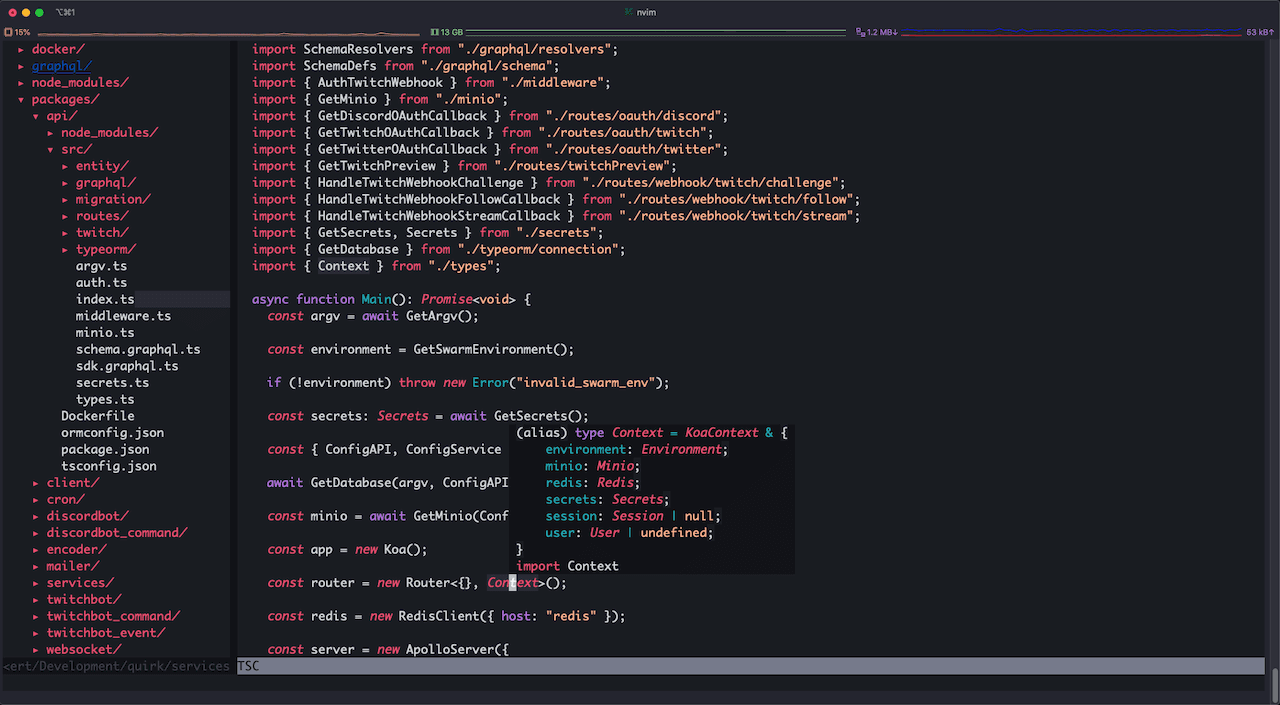 ⌥⌘1
nvim
15%
13 GB
1.2 MB↓
53 kB↑
▸ docker/
▸ graphql/
▸ node_modules/
▾ packages/
▾ api/
▸ node_modules/
▾ src/
▸ entity/
▸ graphql/
▸ migration/
▸ routes/
▸ twitch/
▸ typeorm/
argv.ts
auth.ts
index.ts
middleware.ts
minio.ts
schema.graphql.ts
sdk.graphql.ts
secrets.ts
types.ts
Dockerfile
ormconfig.json
package.json
tsconfig.json
▸ client/
▸ cron/
▸ discordbot/
▸ discordbot_command/
▸ encoder/
▸ mailer/
▸ services/
▸ twitchbot/
▸ twitchbot_command/
▸ twitchbot_event/
▸ websocket/
<ert/Development/quirk/services
import SchemaResolvers from "./graphql/resolvers";
import SchemaDefs from "./graphql/schema";
import { AuthTwitchWebhook } from "./middleware";
import { GetMinio } from "./minio";
import { GetDiscordOAuthCallback } from "./routes/oauth/discord";
import { GetTwitchOAuthCallback } from "./routes/oauth/twitch";
import { GetTwitterOAuthCallback } from "./routes/oauth/twitter";
import { GetTwitchPreview } from "./routes/twitchPreview";
import { HandleTwitchWebhookChallenge } from "./routes/webhook/twitch/challenge";
import { HandleTwitchWebhookFollowCallback } from "./routes/webhook/twitch/follow";
import { HandleTwitchWebhookStreamCallback } from "./routes/webhook/twitch/stream";
import { GetSecrets, Secrets } from "./secrets";
import { GetDatabase } from "./typeorm/connection";
import { Context } from "./types";
async function Main(): Promise<void> {
const argv = await GetArgv();
const environment = GetSwarmEnvironment();
if (!environment) throw new Error("invalid_swarm_env");
const secrets: Secrets = await GetSecrets();
const { ConfigAPI, ConfigService
await GetDatabase(argv, ConfigAPI
const minio = await GetMinio(Conf
const app = new Koa();
(alias) type Context = KoaContext & {
environment: Environment;
minio: Minio;
redis: Redis;
secrets: Secrets;
session: Session | null;
user: User | undefined;
}
import Context
const router = new Router<{}, Context>();
const redis = new RedisClient({ host: "redis" });
const server = new ApolloServer({
TSC